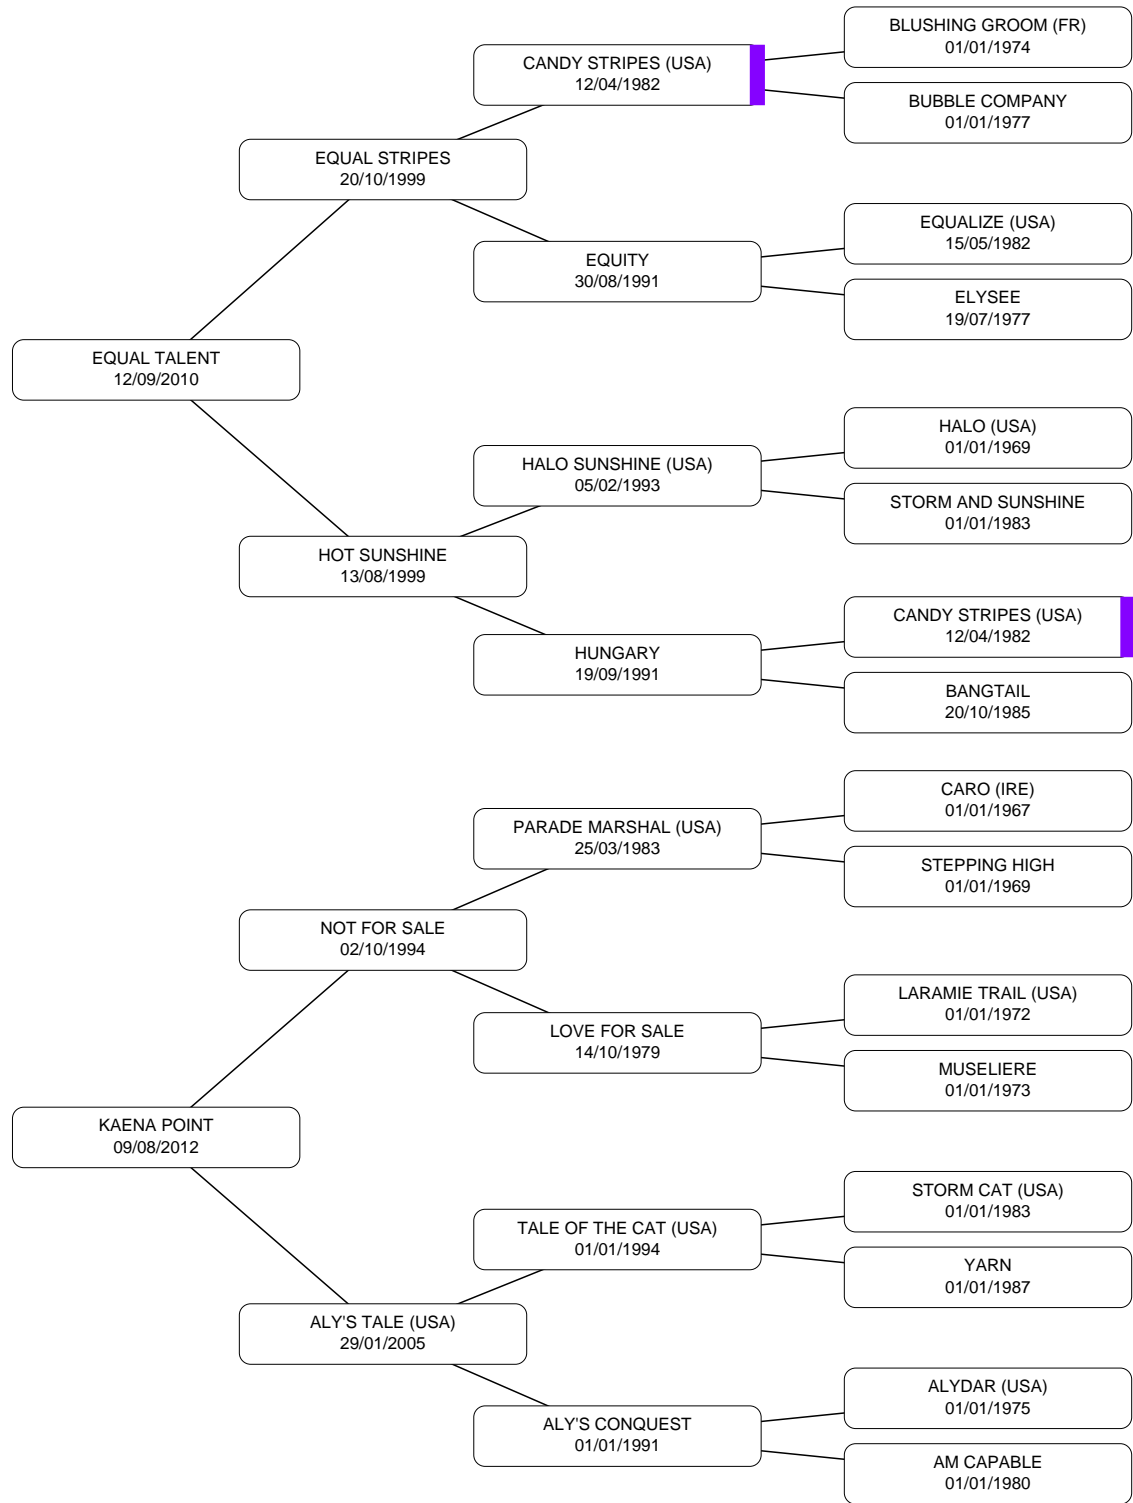 BLUSHING GROOM (FR)
01/01/1974
CANDY STRIPES (USA)
12/04/1982
BUBBLE COMPANY
01/01/1977
EQUAL STRIPES
20/10/1999
EQUALIZE (USA)
15/05/1982
EQUITY
30/08/1991
ELYSEE
19/07/1977
EQUAL TALENT
12/09/2010
HALO (USA)
01/01/1969
HALO SUNSHINE (USA)
05/02/1993
STORM AND SUNSHINE
01/01/1983
HOT SUNSHINE
13/08/1999
CANDY STRIPES (USA)
12/04/1982
HUNGARY
19/09/1991
BANGTAIL
20/10/1985
CARO (IRE)
01/01/1967
PARADE MARSHAL (USA)
25/03/1983
STEPPING HIGH
01/01/1969
NOT FOR SALE
02/10/1994
LARAMIE TRAIL (USA)
01/01/1972
LOVE FOR SALE
14/10/1979
MUSELIERE
01/01/1973
KAENA POINT
09/08/2012
STORM CAT (USA)
01/01/1983
TALE OF THE CAT (USA)
01/01/1994
YARN
01/01/1987
ALY'S TALE (USA)
29/01/2005
ALYDAR (USA)
01/01/1975
ALY'S CONQUEST
01/01/1991
AM CAPABLE
01/01/1980